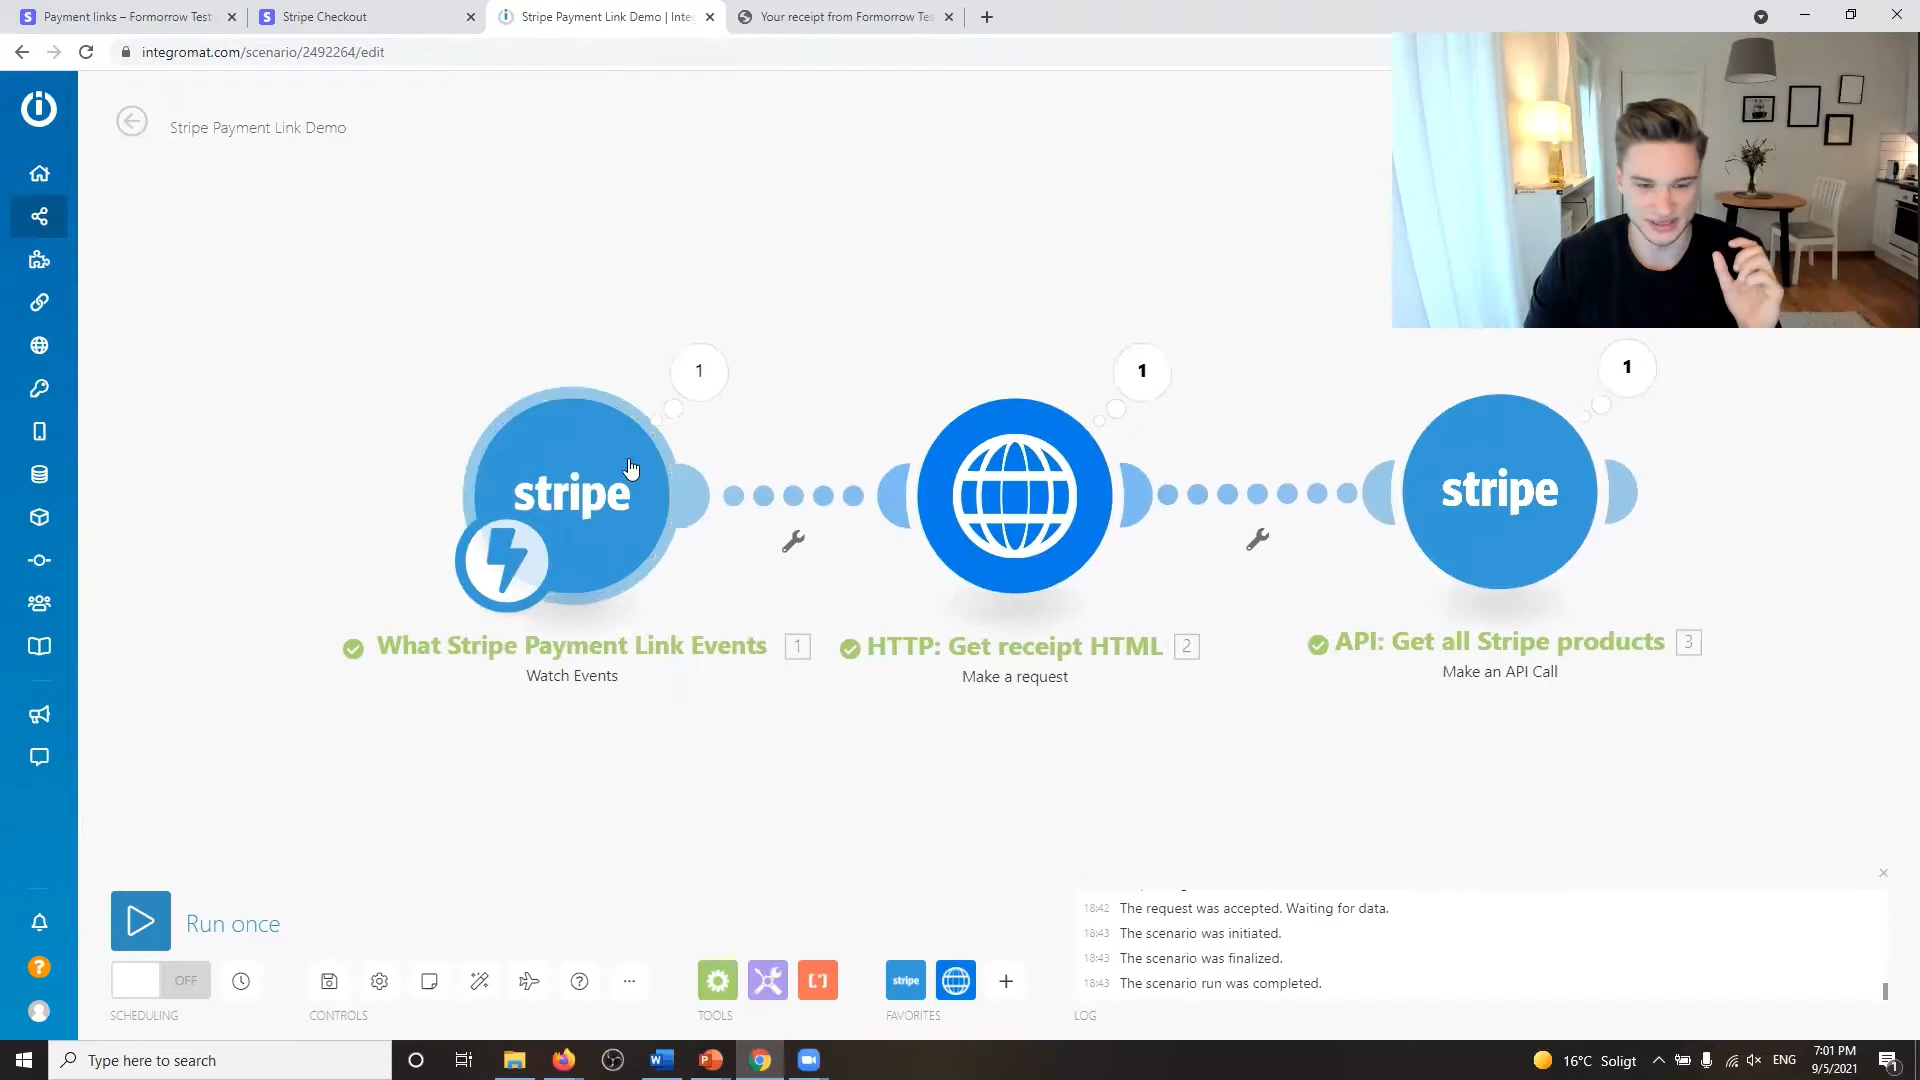 Payment links – Formorrow Test
Stripe Checkout
Stripe Payment Link Demo | Inte
Your receipt from Formorrow Tes
integromat.com/scenario/2492264/edit
Stripe Payment Link Demo
1
1
1
stripe
stripe
What Stripe Payment Link Events
1
Watch Events
HTTP: Get receipt HTML
2
Make a request
API: Get all Stripe products
3
Make an API Call
Run once
OFF
SCHEDULING
CONTROLS
TOOLS
stripe
FAVORITES
18:42 The request was accepted. Waiting for data.
18:43 The scenario was initiated.
18:43 The scenario was finalized.
18:43 The scenario run was completed.
LOG
Type here to search
16°C Soligt
ENG
7:01 PM
9/5/2021
1